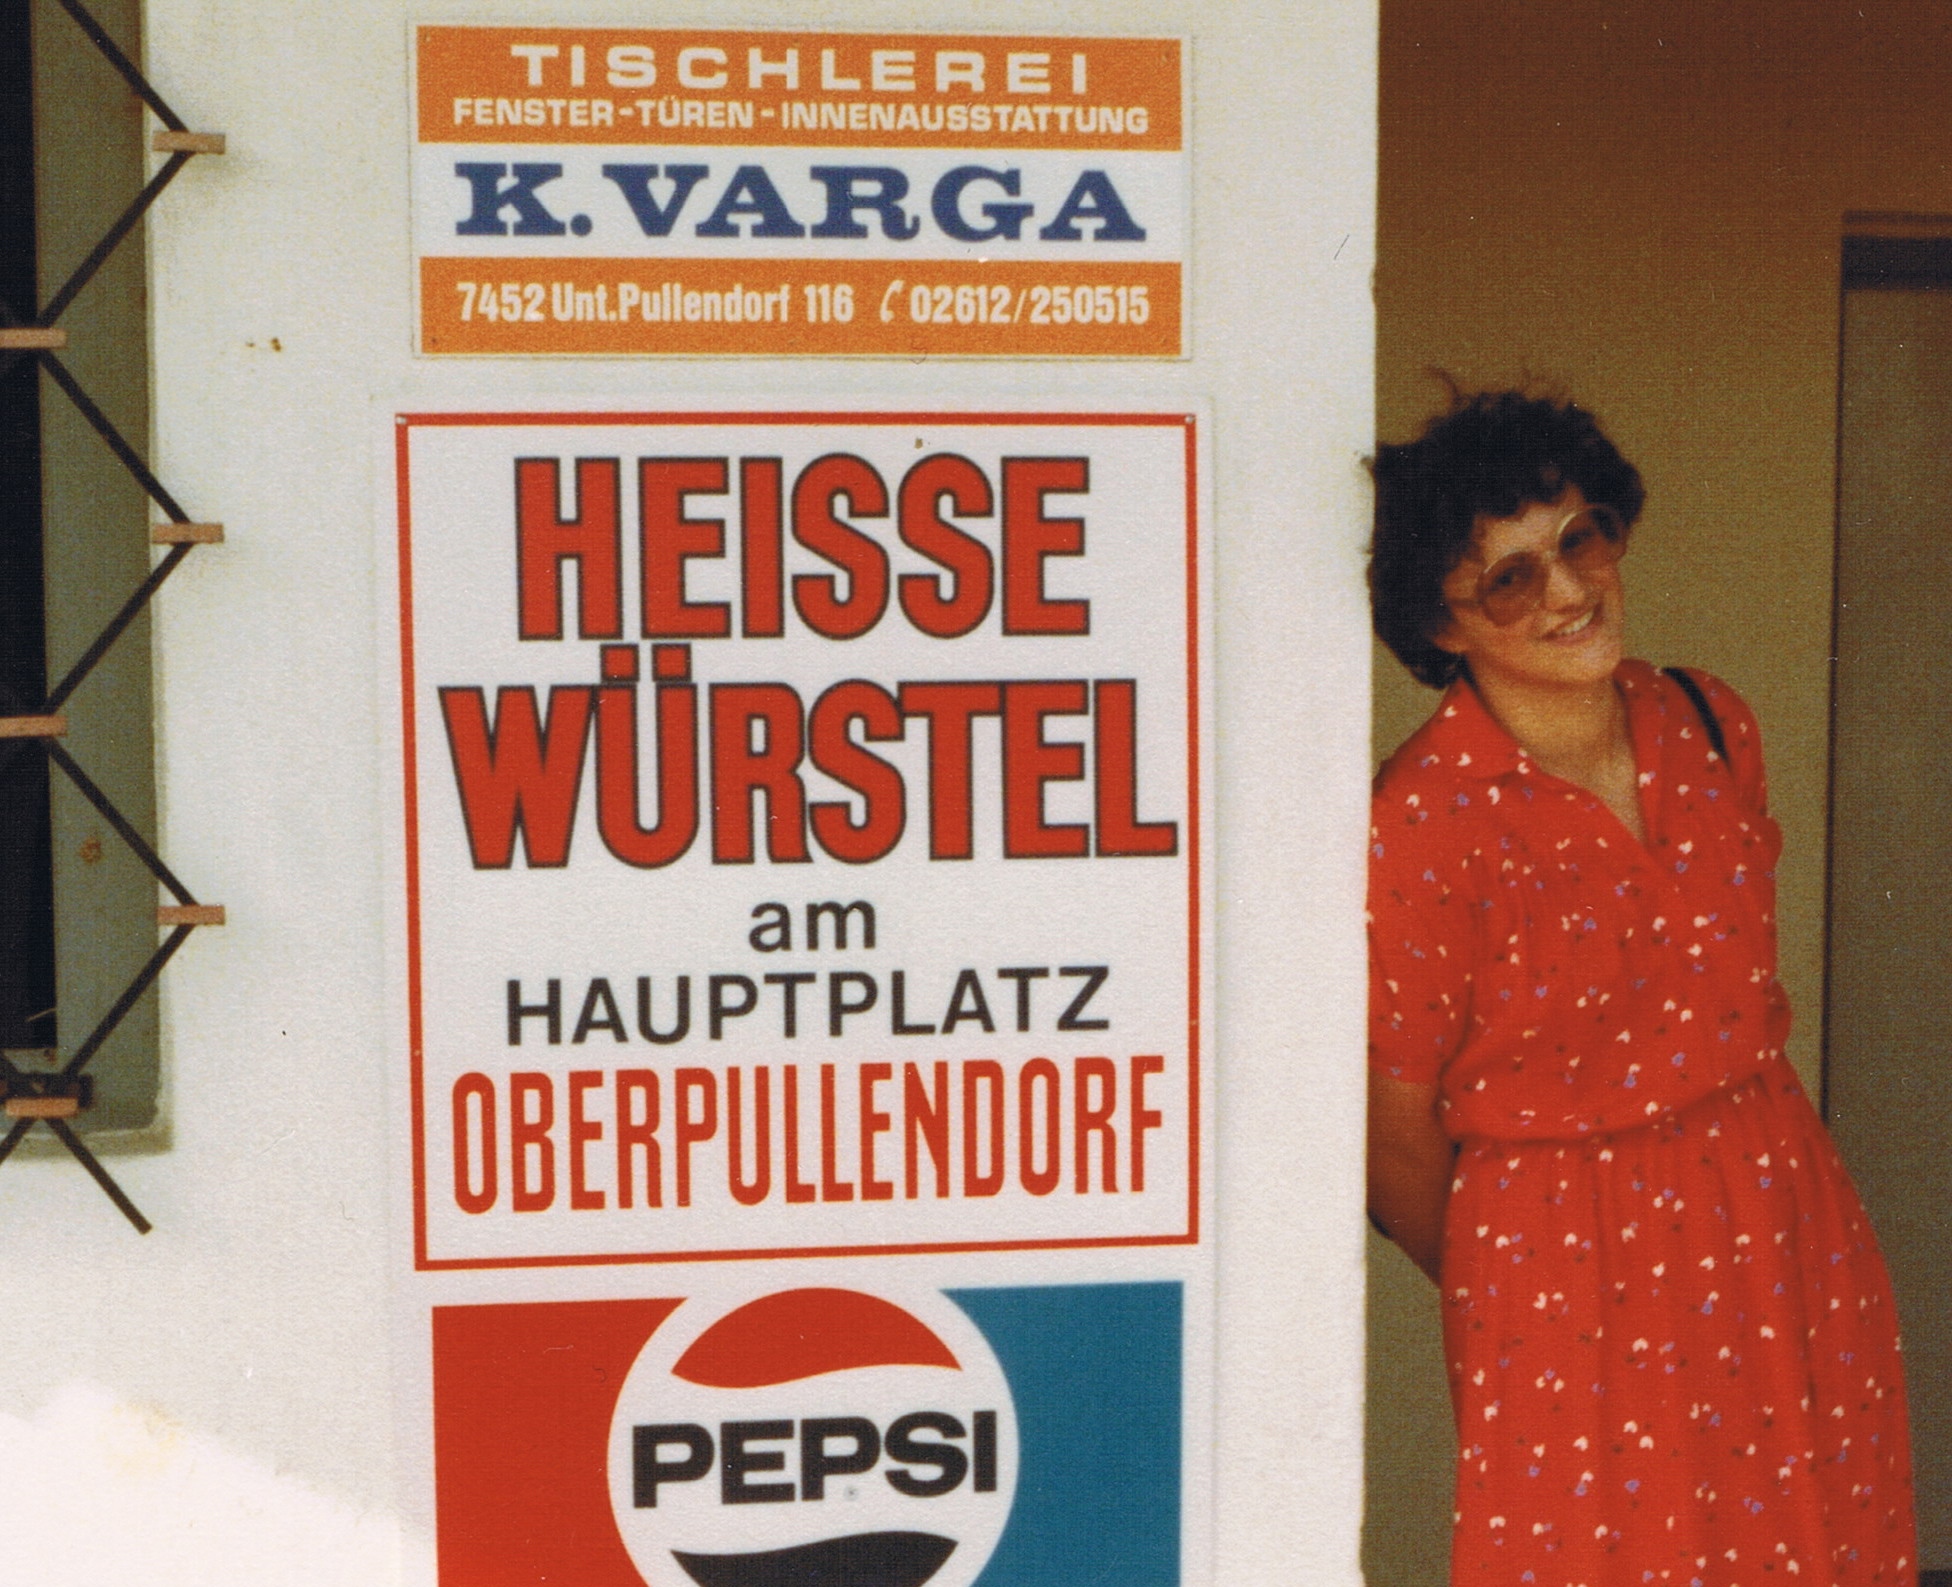 TISCHLEREI
FENSTER-TÜREN-INNENAUSSTATTUNG
K. VARGA
7452 Unt.Pullendorf 116 02612/250515
HEISSE
WÜRSTEL
am
HAUPTPLATZ
OBERPULLENDORF
PEPSI